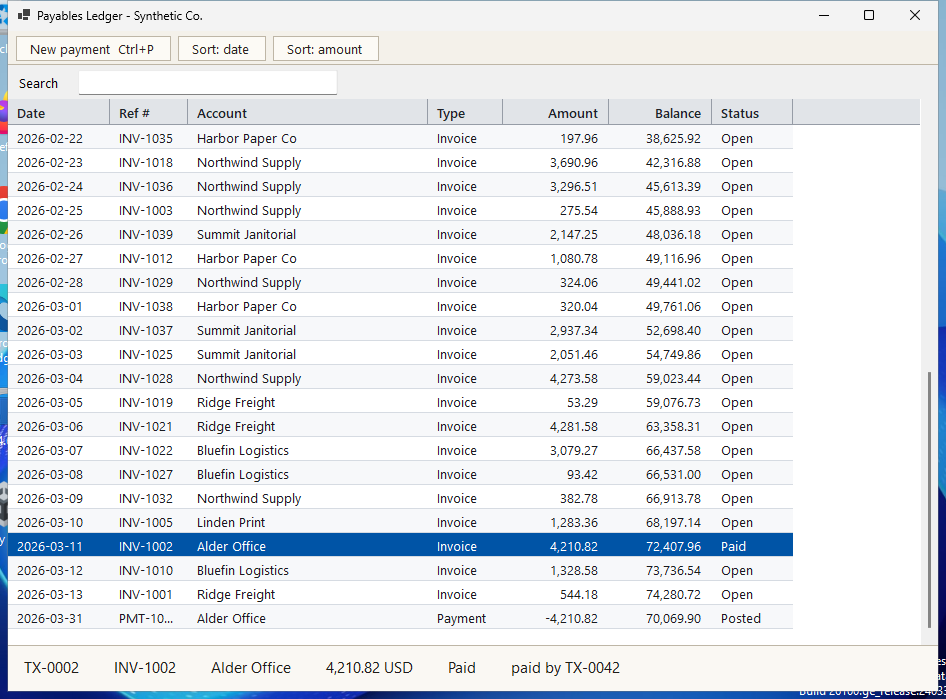 Payables Ledger - Synthetic Co.
New payment Ctrl+P Sort: date Sort: amount
Search
Date Ref # Account Type Amount Balance Status
2026-02-22 INV-1035 Harbor Paper Co Invoice 197.96 38,625.92 Open
2026-02-23 INV-1018 Northwind Supply Invoice 3,690.96 42,316.88 Open
2026-02-24 INV-1036 Northwind Supply Invoice 3,296.51 45,613.39 Open
2026-02-25 INV-1003 Northwind Supply Invoice 275.54 45,888.93 Open
2026-02-26 INV-1039 Summit Janitorial Invoice 2,147.25 48,036.18 Open
2026-02-27 INV-1012 Harbor Paper Co Invoice 1,080.78 49,116.96 Open
2026-02-28 INV-1029 Northwind Supply Invoice 324.06 49,441.02 Open
2026-03-01 INV-1038 Harbor Paper Co Invoice 320.04 49,761.06 Open
2026-03-02 INV-1037 Summit Janitorial Invoice 2,937.34 52,698.40 Open
2026-03-03 INV-1025 Summit Janitorial Invoice 2,051.46 54,749.86 Open
2026-03-04 INV-1028 Northwind Supply Invoice 4,273.58 59,023.44 Open
2026-03-05 INV-1019 Ridge Freight Invoice 53.29 59,076.73 Open
2026-03-06 INV-1021 Ridge Freight Invoice 4,281.58 63,358.31 Open
2026-03-07 INV-1022 Bluefin Logistics Invoice 3,079.27 66,437.58 Open
2026-03-08 INV-1027 Bluefin Logistics Invoice 93.42 66,531.00 Open
2026-03-09 INV-1032 Northwind Supply Invoice 382.78 66,913.78 Open
2026-03-10 INV-1005 Linden Print Invoice 1,283.36 68,197.14 Open
2026-03-11 INV-1002 Alder Office Invoice 4,210.82 72,407.96 Paid
2026-03-12 INV-1010 Bluefin Logistics Invoice 1,328.58 73,736.54 Open
2026-03-13 INV-1001 Ridge Freight Invoice 544.18 74,280.72 Open
2026-03-31 PMT-10... Alder Office Payment -4,210.82 70,069.90 Posted
TX-0002 INV-1002 Alder Office 4,210.82 USD Paid paid by TX-0042